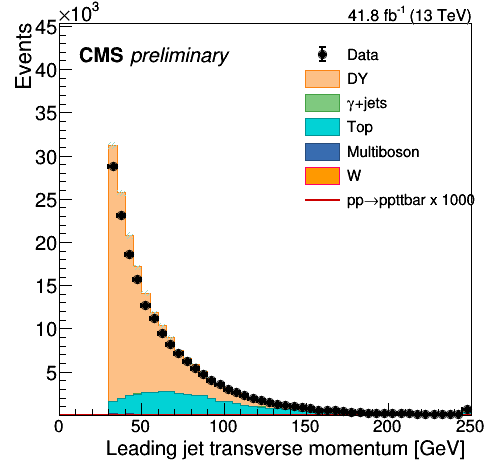 ×10³
41.8 fb⁻¹ (13 TeV)
Events
CMS preliminary
Data
DY
γ+jets
Top
Multiboson
W
pp→ppttbar x 1000
45
40
35
30
25
20
15
10
5
0 50 100 150 200 250
Leading jet transverse momentum [GeV]